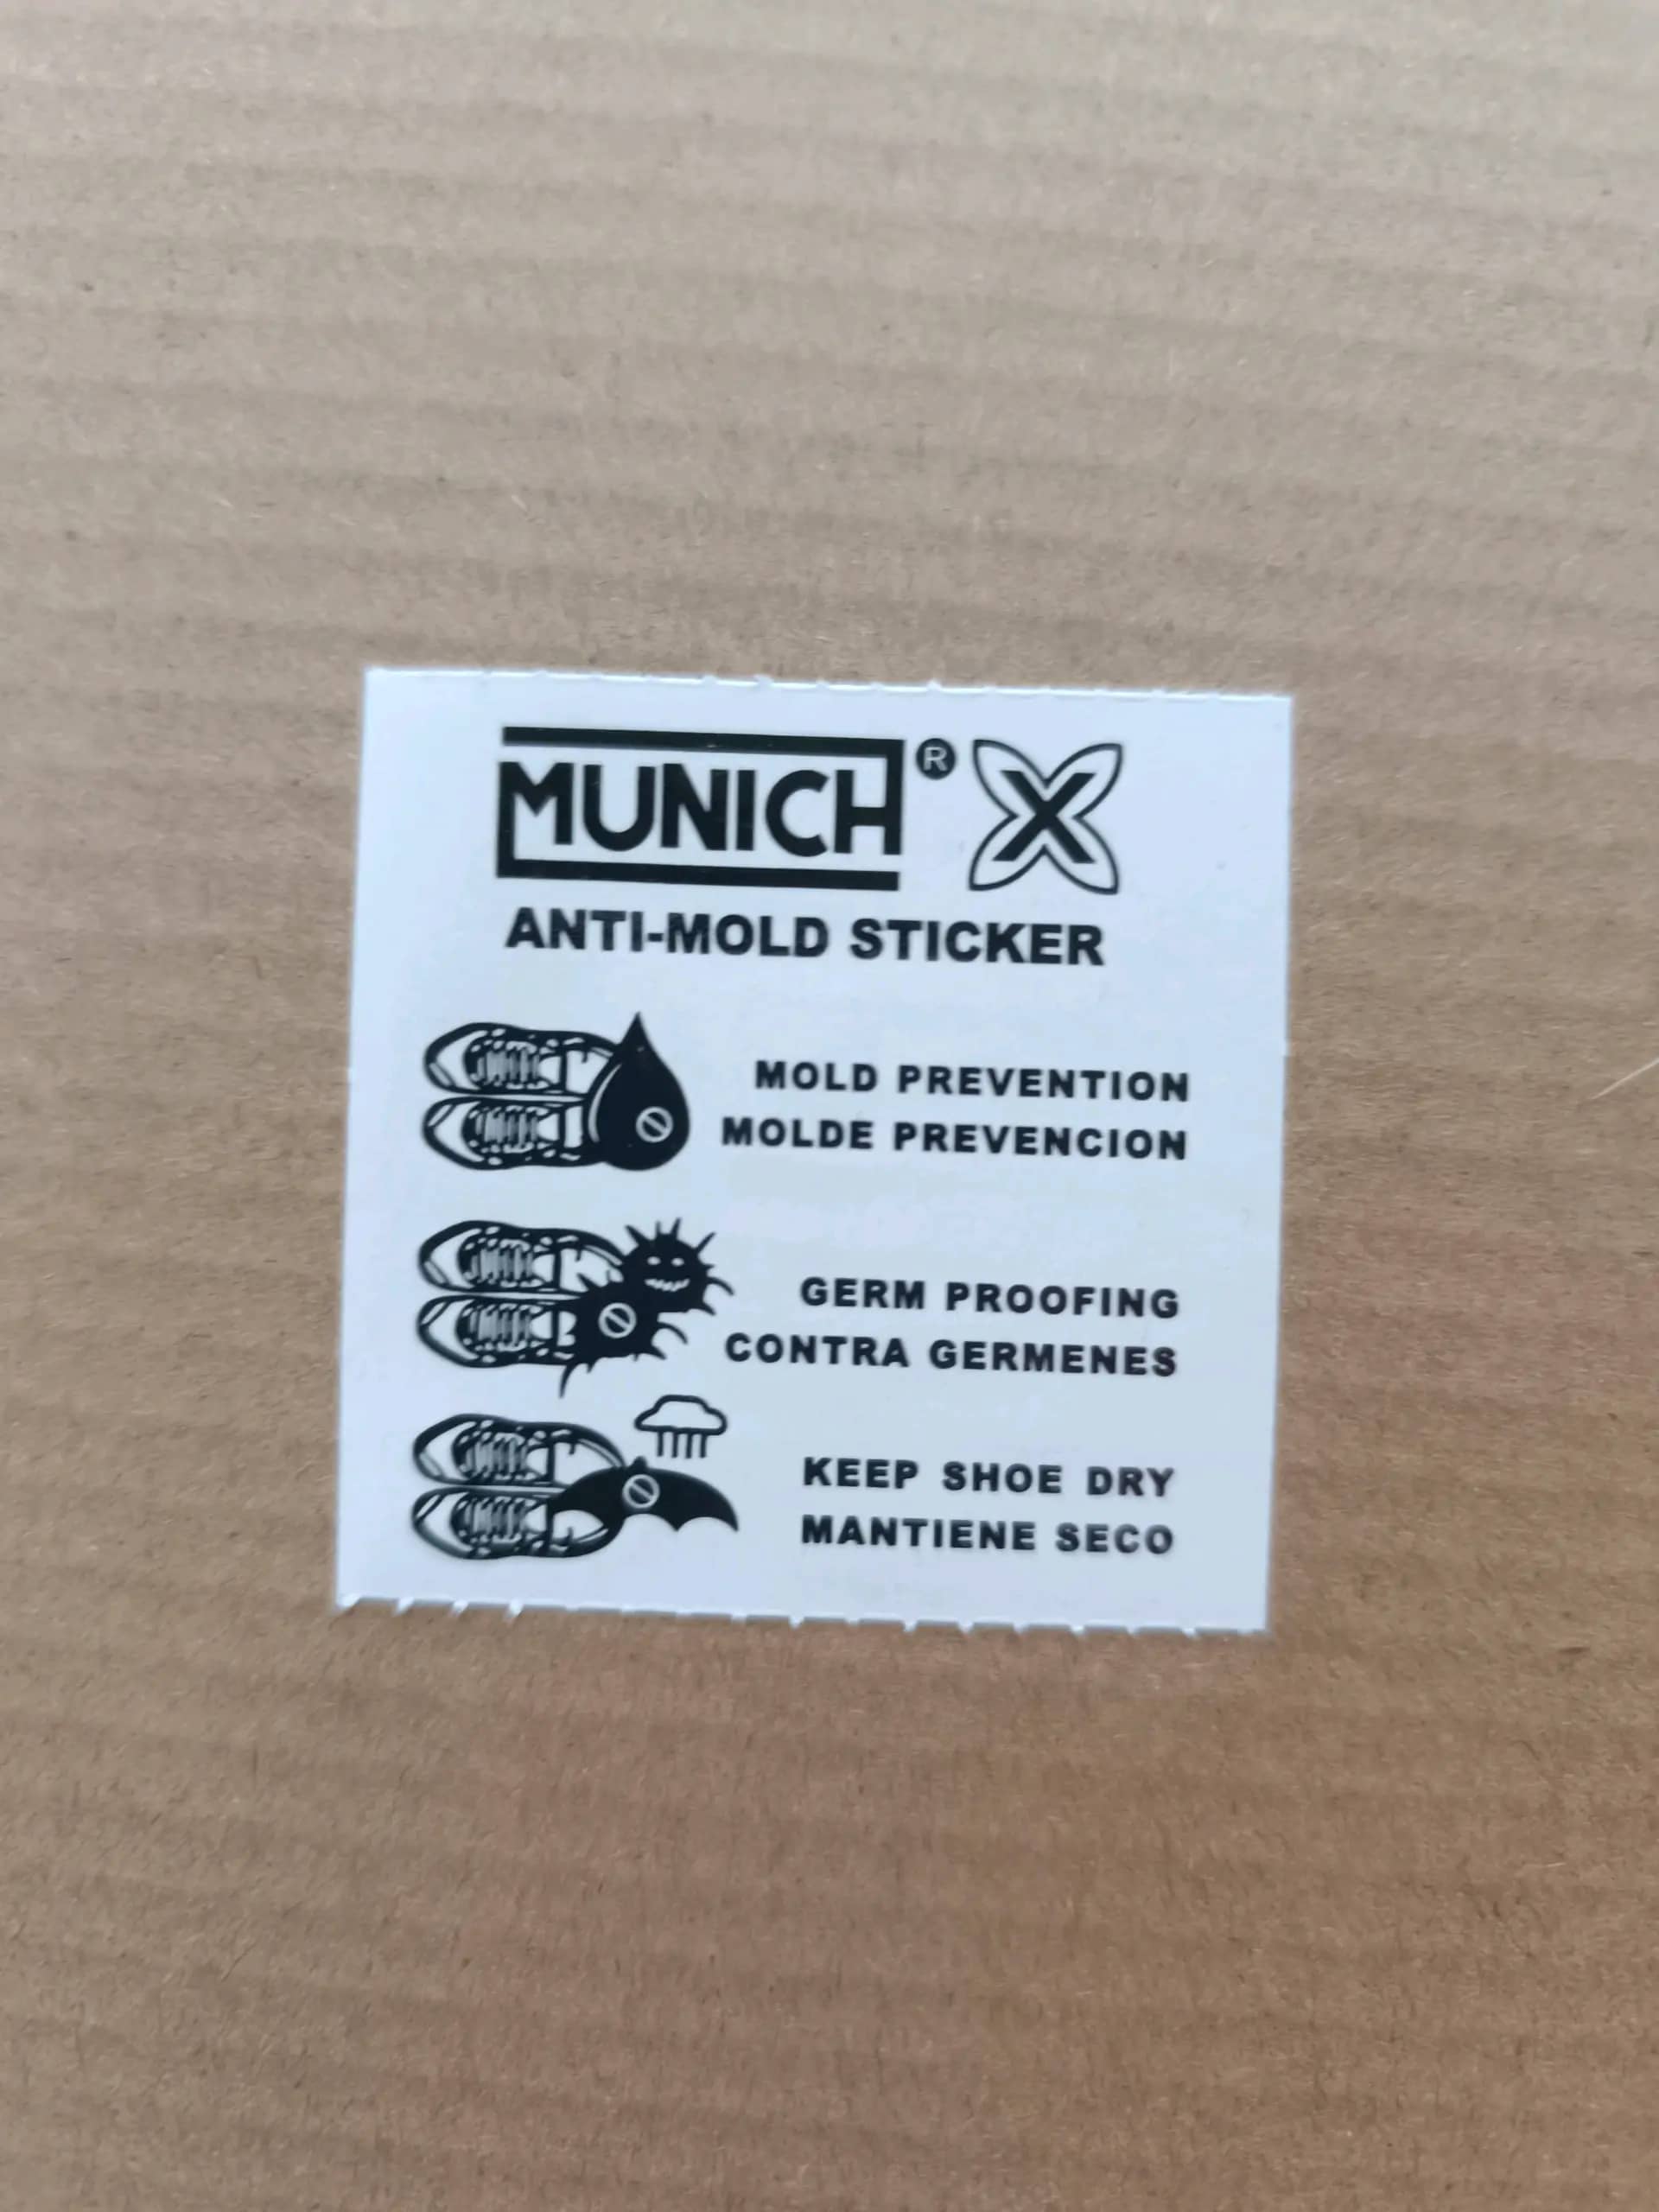 MUNICH® X
ANTI-MOLD STICKER
MOLD PREVENTION
MOLDE PREVENCION
GERM PROOFING
CONTRA GERMENES
KEEP SHOE DRY
MANTIENE SECO